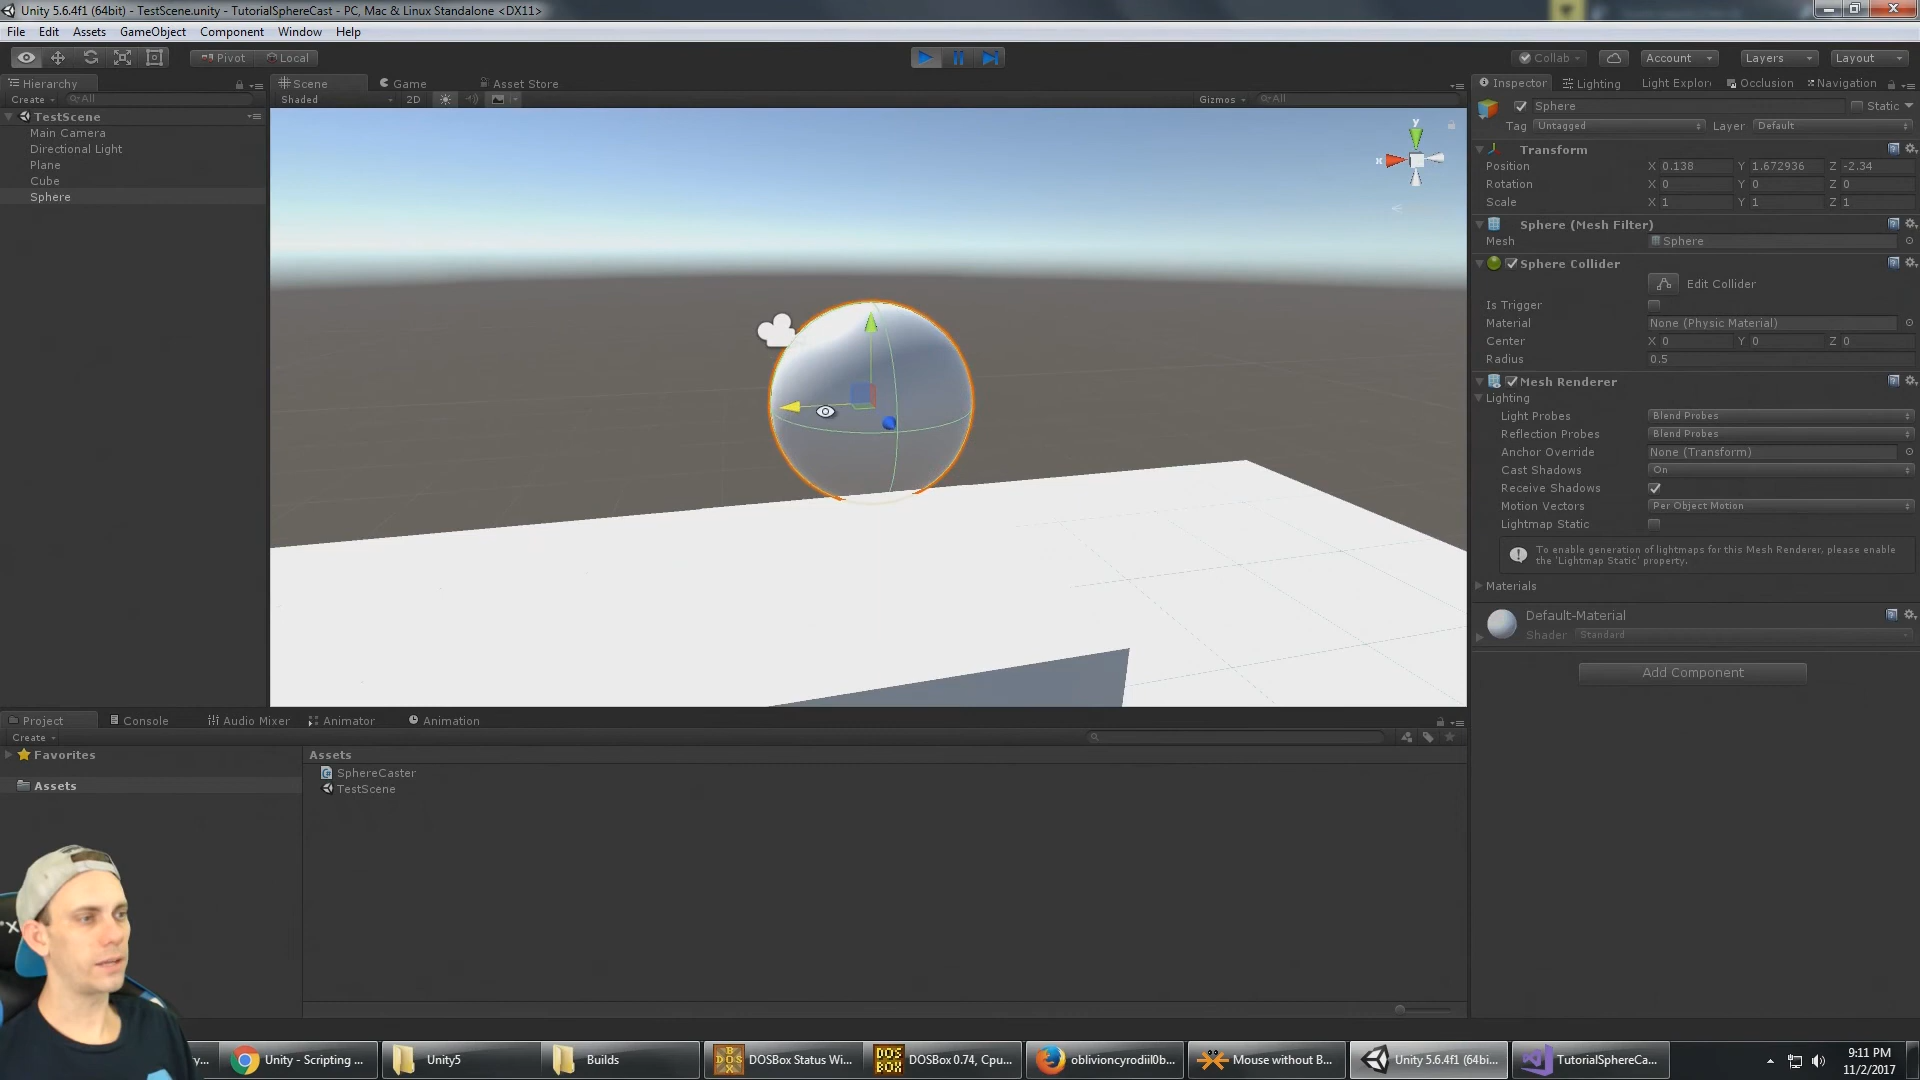 Unity 5.6.4f1 (64bit) - TestScene.unity - TutorialSphereCast - PC, Mac & Linux Standalone <DX11>
File Edit Assets GameObject Component Window Help
Pivot Local Collab Account Layers Layout
Hierarchy
Create All
TestScene
Main Camera
Directional Light
Plane
Cube
Sphere
Scene Game Asset Store
Shaded 2D Gizmos All
y
x
Inspector Lighting Light Explor Occlusion Navigation
Sphere Static
Tag Untagged Layer Default
Transform
Position X 0.138 Y 1.672936 Z -2.34
Rotation X 0 Y 0 Z 0
Scale X 1 Y 1 Z 1
Sphere (Mesh Filter)
Mesh Sphere
Sphere Collider
Edit Collider
Is Trigger
Material None (Physic Material)
Center X 0 Y 0 Z 0
Radius 0.5
Mesh Renderer
Lighting
Light Probes Blend Probes
Reflection Probes Blend Probes
Anchor Override None (Transform)
Cast Shadows On
Receive Shadows
Motion Vectors Per Object Motion
Lightmap Static
To enable generation of lightmaps for this Mesh Renderer, please enable
the 'Lightmap Static' property.
Materials
Default-Material
Shader Standard
Add Component
Project Console Audio Mixer Animator Animation
Create
Favorites
Assets
Assets
SphereCaster
TestScene
y... Unity - Scripting ... Unity5 Builds DOSBox Status Wi... DOSBox 0.74, Cpu... oblivioncyrodiil0b... Mouse without B... Unity 5.6.4f1 (64bi... TutorialSphereCa...
9:11 PM
11/2/2017